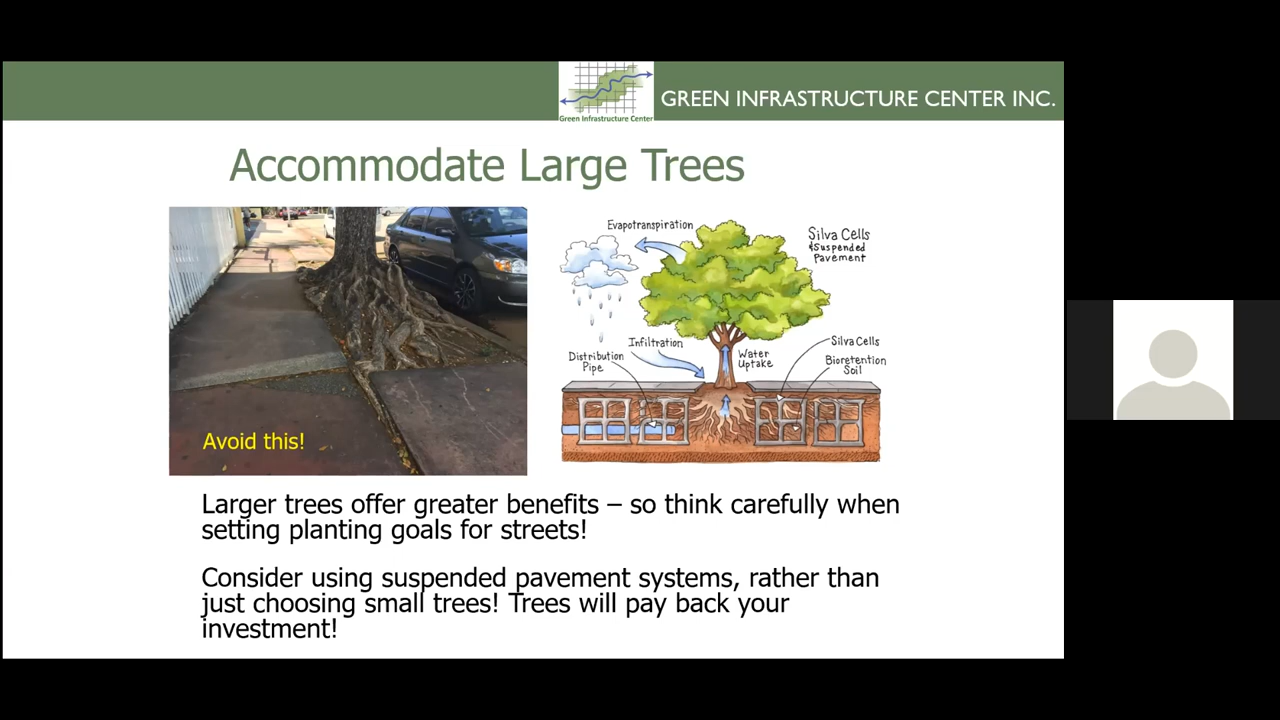 Green Infrastructure Center
GREEN INFRASTRUCTURE CENTER INC.
Accommodate Large Trees
Avoid this!
Evapotranspiration
Silva Cells
&Suspended
Pavement
Infiltration
Distribution
Pipe
Water
Uptake
Silva Cells
Bioretention
Soil
Larger trees offer greater benefits – so think carefully when
setting planting goals for streets!
Consider using suspended pavement systems, rather than
just choosing small trees! Trees will pay back your
investment!